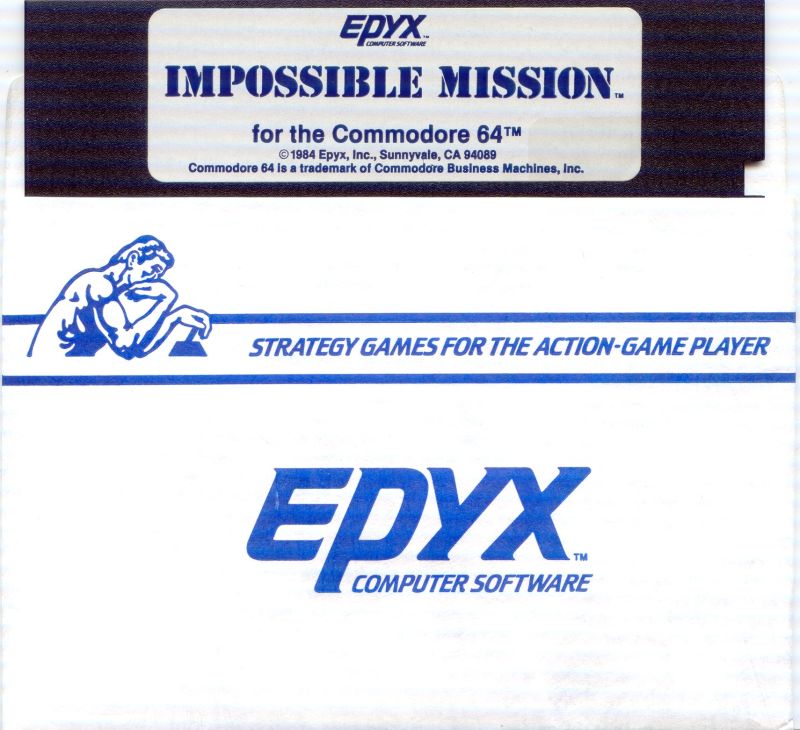 EPYX™
COMPUTER SOFTWARE
IMPOSSIBLE MISSION™
for the Commodore 64™
©1984 Epyx, Inc., Sunnyvale, CA 94089
Commodore 64 is a trademark of Commodore Business Machines, Inc.
STRATEGY GAMES FOR THE ACTION-GAME PLAYER
EPYX™
COMPUTER SOFTWARE